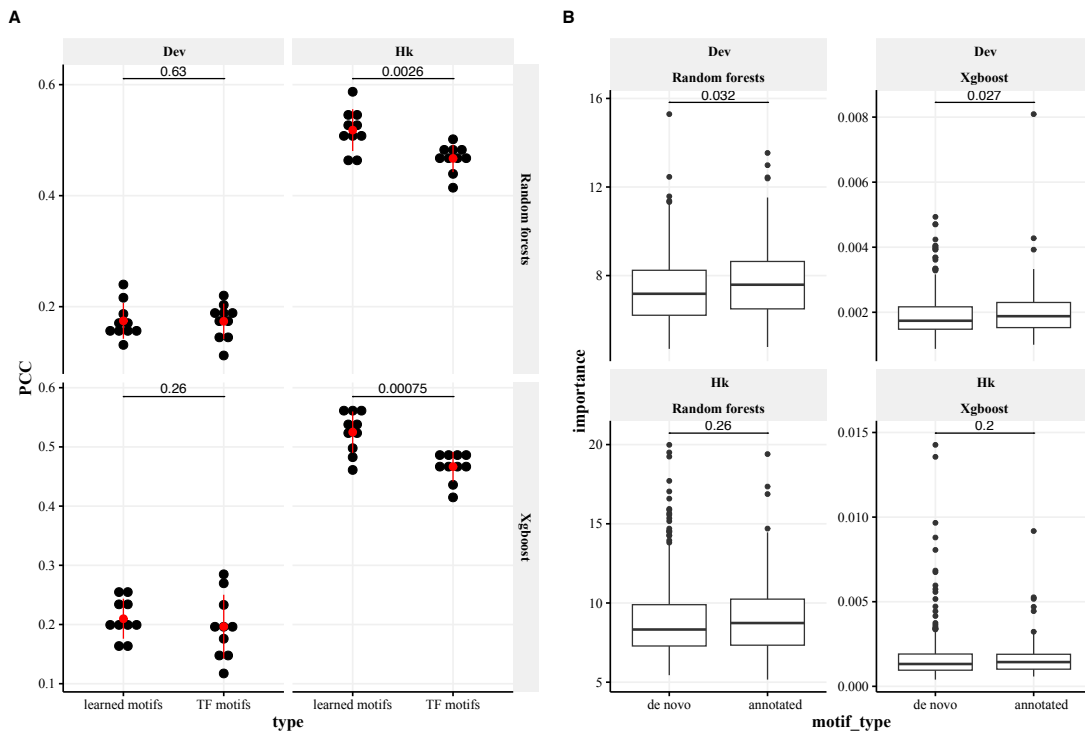 A
Dev
Hk
0.63
0.0026
0.6
0.4
0.2
Random forests
PCC
0.26
0.00075
0.6
0.5
0.4
0.3
0.2
0.1
Xgboost
learned motifs
TF motifs
learned motifs
TF motifs
type
B
Dev
Random forests
0.032
16
12
8
Dev
Xgboost
0.027
0.008
0.006
0.004
0.002
importance
Hk
Random forests
0.26
20
15
10
5
Hk
Xgboost
0.2
0.015
0.010
0.005
0.000
de novo
annotated
de novo
annotated
motif_type